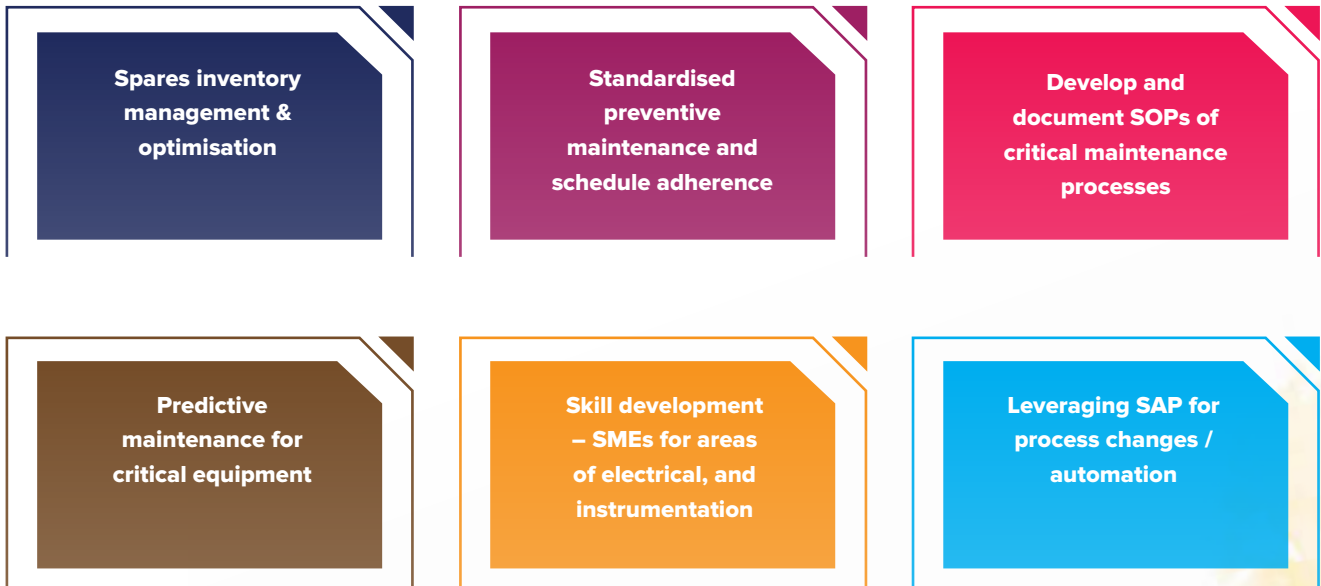 Spares inventory
management &
optimisation
Standardised
preventive
maintenance and
schedule adherence
Develop and
document SOPs of
critical maintenance
processes
Predictive
maintenance for
critical equipment
Skill development
– SMEs for areas
of electrical, and
instrumentation
Leveraging SAP for
process changes /
automation